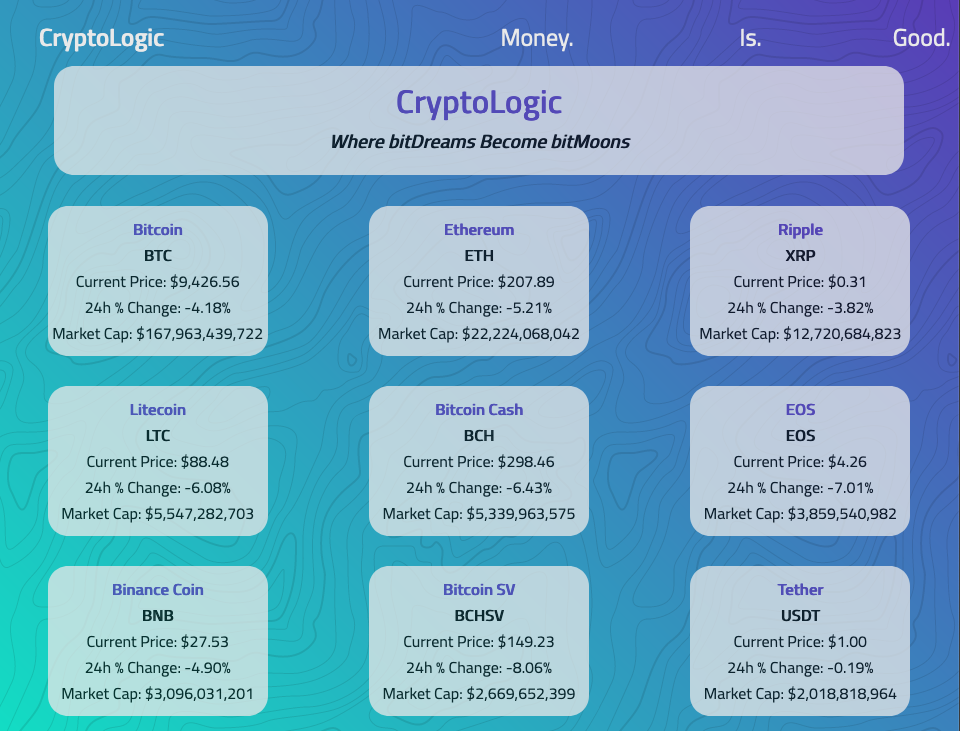 CryptoLogic Money. Is. Good.
CryptoLogic
Where bitDreams Become bitMoons
Bitcoin
BTC
Current Price: $9,426.56
24h % Change: -4.18%
Market Cap: $167,963,439,722
Ethereum
ETH
Current Price: $207.89
24h % Change: -5.21%
Market Cap: $22,224,068,042
Ripple
XRP
Current Price: $0.31
24h % Change: -3.82%
Market Cap: $12,720,684,823
Litecoin
LTC
Current Price: $88.48
24h % Change: -6.08%
Market Cap: $5,547,282,703
Bitcoin Cash
BCH
Current Price: $298.46
24h % Change: -6.43%
Market Cap: $5,339,963,575
EOS
EOS
Current Price: $4.26
24h % Change: -7.01%
Market Cap: $3,859,540,982
Binance Coin
BNB
Current Price: $27.53
24h % Change: -4.90%
Market Cap: $3,096,031,201
Bitcoin SV
BCHSV
Current Price: $149.23
24h % Change: -8.06%
Market Cap: $2,669,652,399
Tether
USDT
Current Price: $1.00
24h % Change: -0.19%
Market Cap: $2,018,818,964